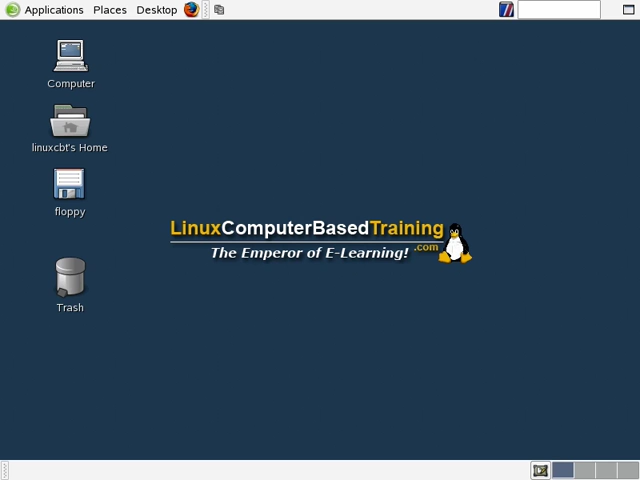 Applications Places Desktop
Computer
linuxcbt's Home
floppy
LinuxComputerBasedTraining
.com
The Emperor of E-Learning!
Trash